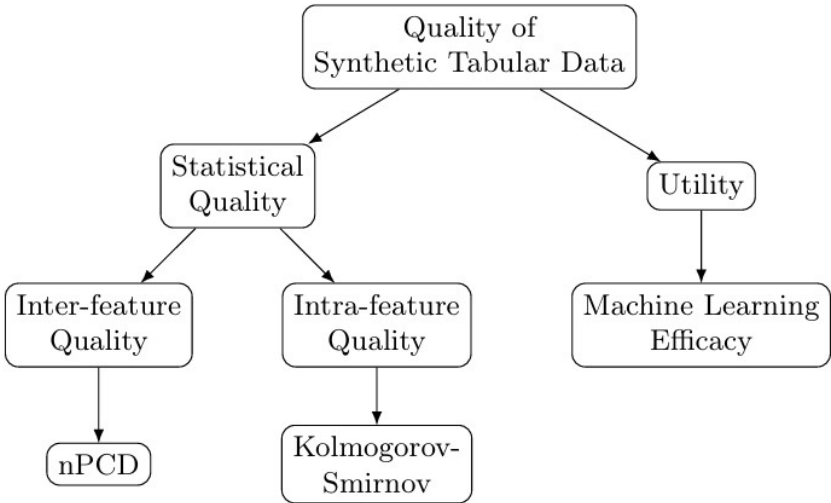 Quality of
Synthetic Tabular Data
Statistical
Quality
Utility
Inter-feature
Quality
Intra-feature
Quality
Machine Learning
Efficacy
nPCD
Kolmogorov-
Smirnov